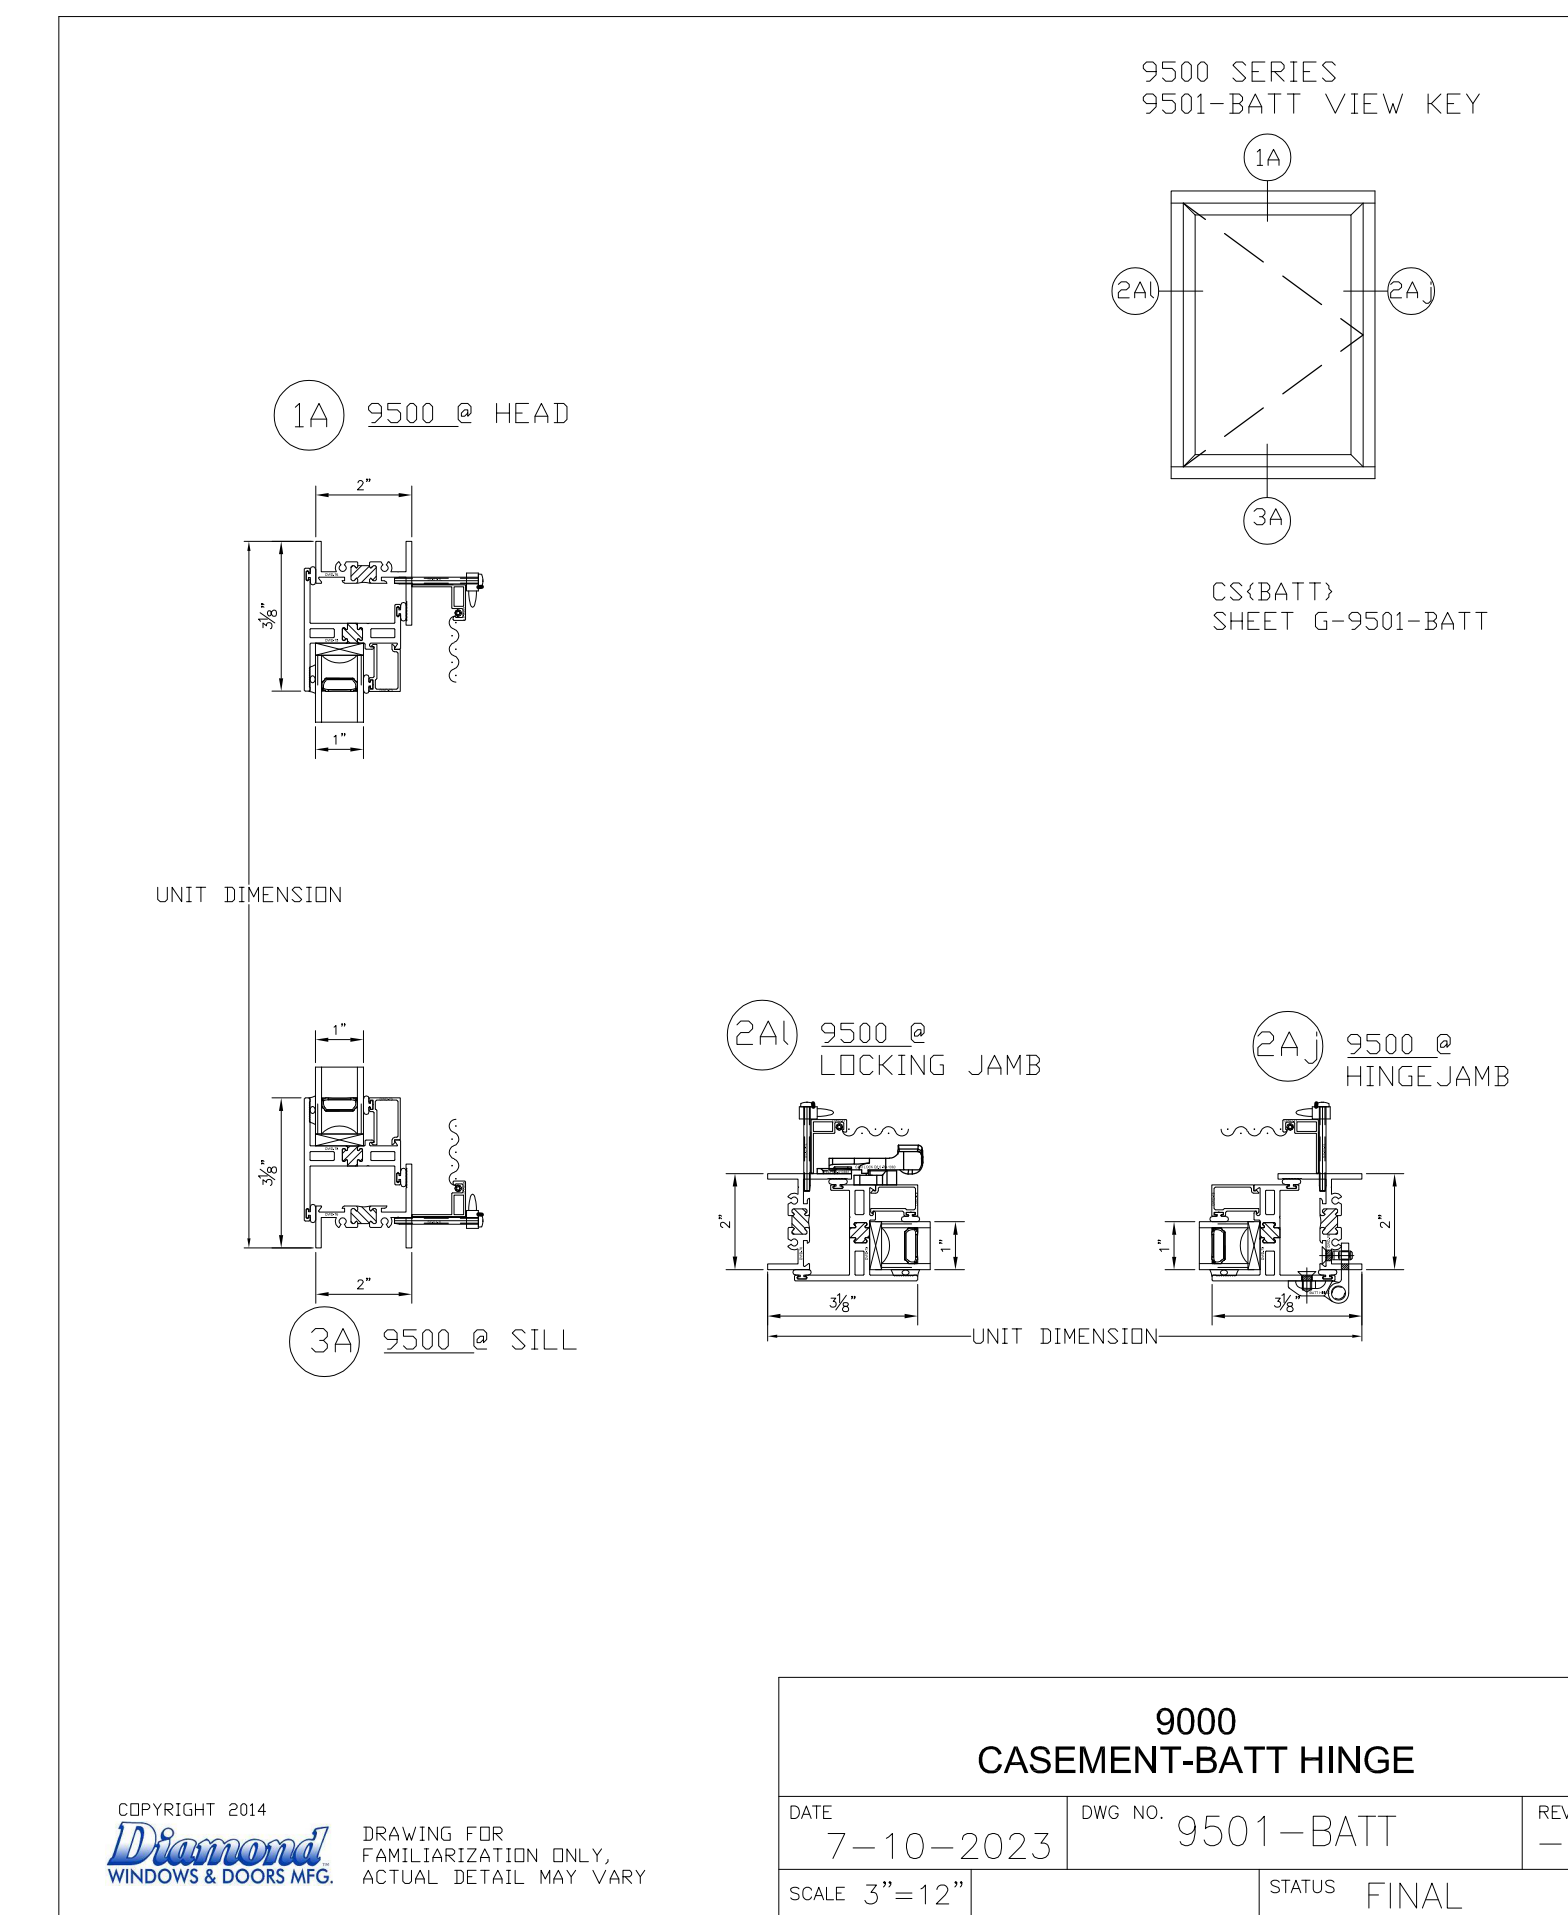 9500 SERIES
9501-BATT VIEW KEY
1A
2Al
2Aj
3A
CS{BATT}
SHEET G-9501-BATT
1A
9500 @ HEAD
2"
3⅛"
1"
UNIT DIMENSION
1"
3⅛"
2"
3A
9500 @ SILL
2Al
9500 @
LOCKING JAMB
2"
1"
3⅛"
2Aj
9500 @
HINGEJAMB
1"
2"
3⅛"
UNIT DIMENSION
9000
CASEMENT-BATT HINGE
DATE
7-10-2023
DWG NO.
9501-BATT
REV
-
SCALE 3"=12"
STATUS FINAL
COPYRIGHT 2014
Diamond
WINDOWS & DOORS MFG.
DRAWING FOR
FAMILIARIZATION ONLY,
ACTUAL DETAIL MAY VARY